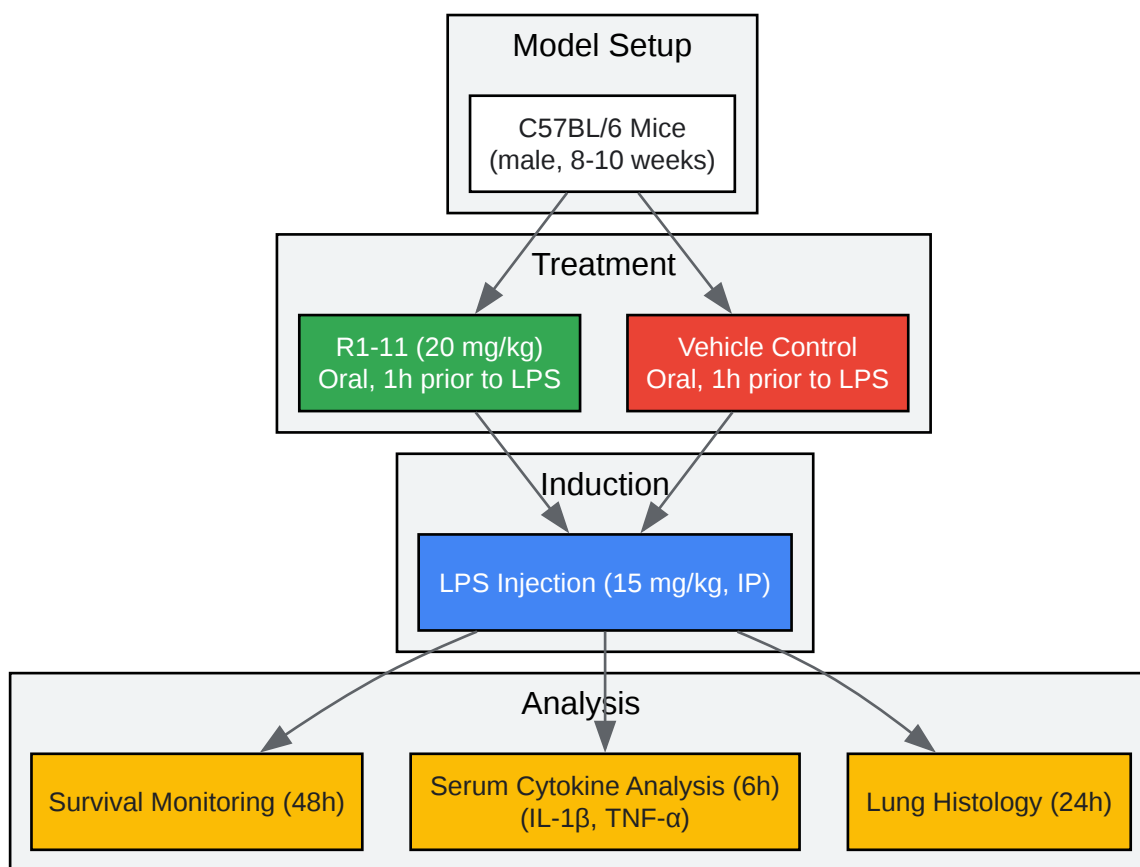 Model Setup
C57BL/6 Mice
(male, 8-10 weeks)
Treatment
R1-11 (20 mg/kg)
Oral, 1h prior to LPS
Vehicle Control
Oral, 1h prior to LPS
Induction
LPS Injection (15 mg/kg, IP)
Analysis
Survival Monitoring (48h)
Serum Cytokine Analysis (6h)
(IL-1β, TNF-α)
Lung Histology (24h)